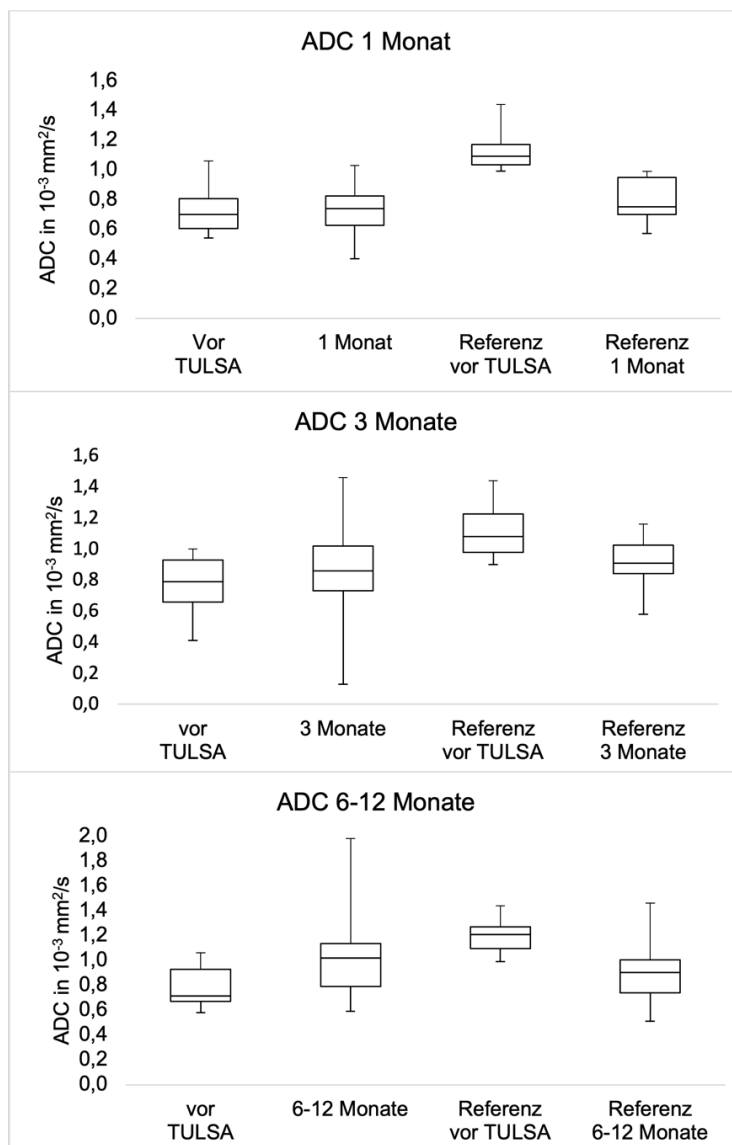 ADC 1 Monat
ADC in 10⁻³ mm²/s
1,6
1,4
1,2
1,0
0,8
0,6
0,4
0,2
0,0
Vor TULSA
1 Monat
Referenz vor TULSA
Referenz 1 Monat
ADC 3 Monate
ADC in 10⁻³ mm²/s
1,6
1,4
1,2
1,0
0,8
0,6
0,4
0,2
0,0
vor TULSA
3 Monate
Referenz vor TULSA
Referenz 3 Monate
ADC 6-12 Monate
ADC in 10⁻³ mm²/s
2,0
1,8
1,6
1,4
1,2
1,0
0,8
0,6
0,4
0,2
0,0
vor TULSA
6-12 Monate
Referenz vor TULSA
Referenz 6-12 Monate